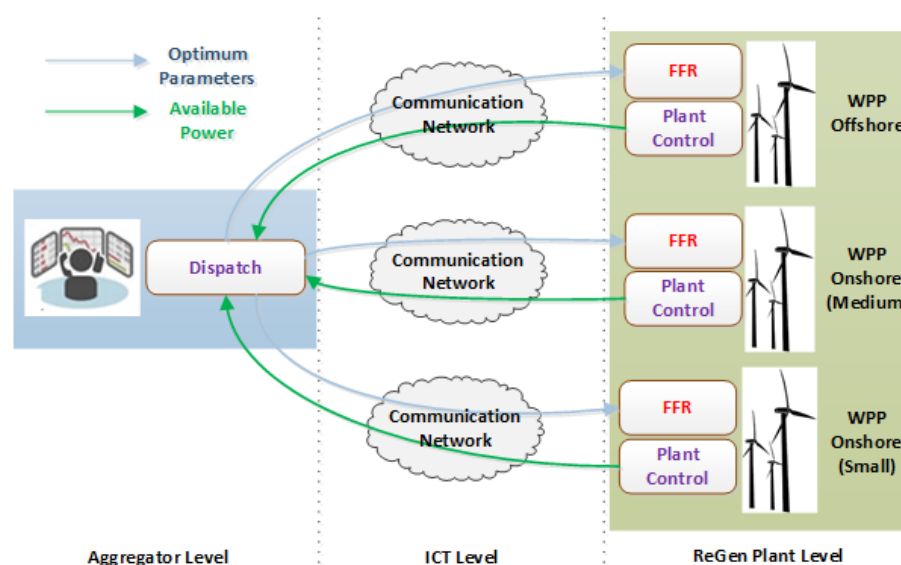 Optimum
Parameters
Available
Power
Communication
Network
FFR
Plant
Control
WPP
Offshore
Dispatch
Communication
Network
FFR
Plant
Control
WPP
Onshore
(Medium)
Communication
Network
FFR
Plant
Control
WPP
Onshore
(Small)
Aggregator Level
ICT Level
ReGen Plant Level